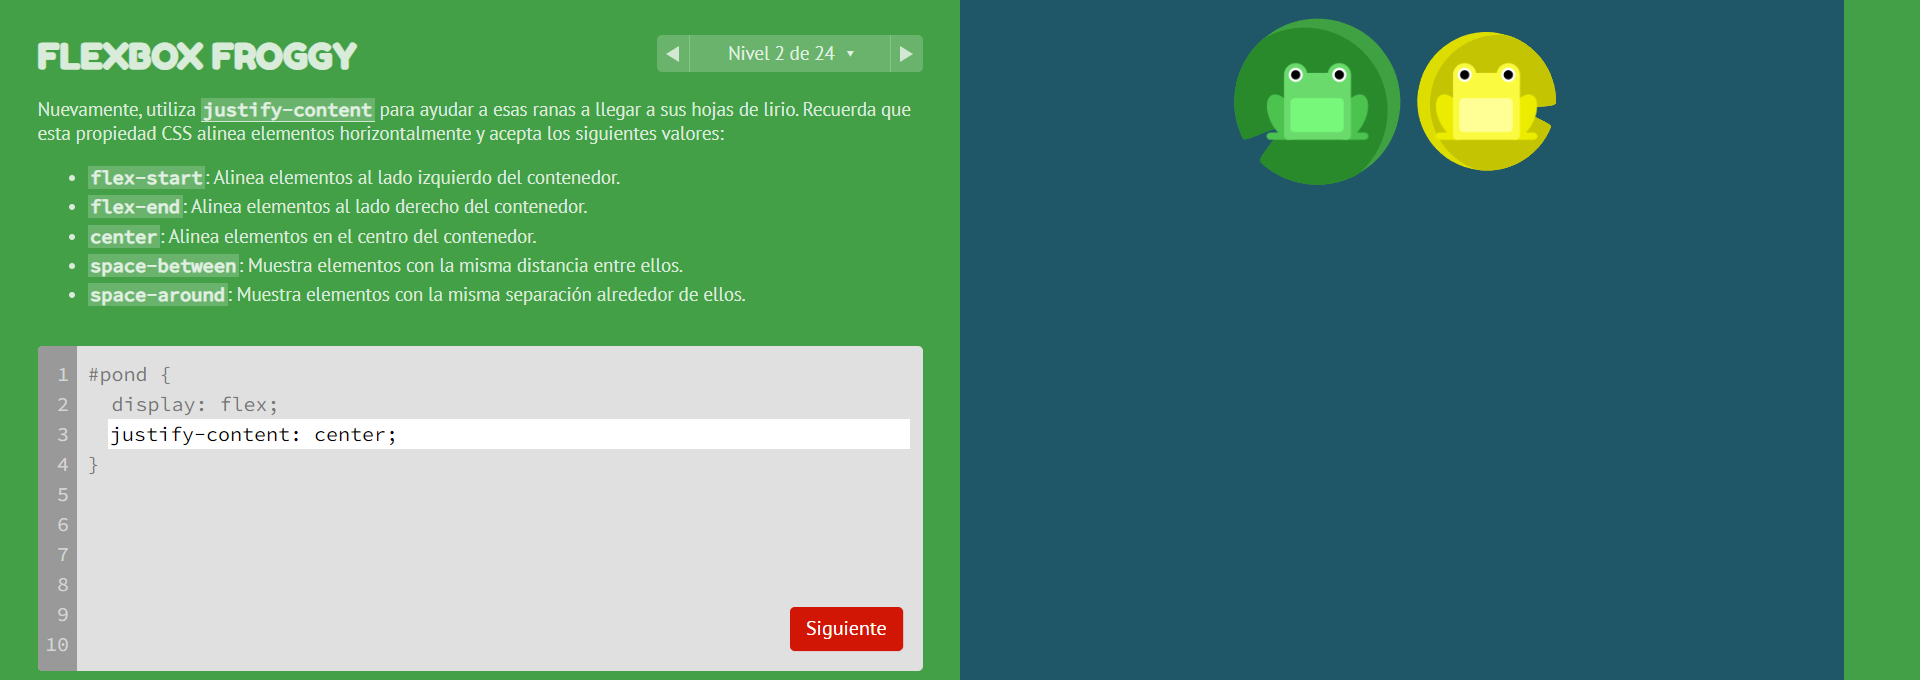 FLEXBOX FROGGY
Nivel 2 de 24
Nuevamente, utiliza justify-content para ayudar a esas ranas a llegar a sus hojas de lirio. Recuerda que
esta propiedad CSS alinea elementos horizontalmente y acepta los siguientes valores:
• flex-start: Alinea elementos al lado izquierdo del contenedor.
• flex-end: Alinea elementos al lado derecho del contenedor.
• center: Alinea elementos en el centro del contenedor.
• space-between: Muestra elementos con la misma distancia entre ellos.
• space-around: Muestra elementos con la misma separación alrededor de ellos.
1 #pond {
2 display: flex;
3 justify-content: center;
4 }
5
6
7
8
9
10
Siguiente